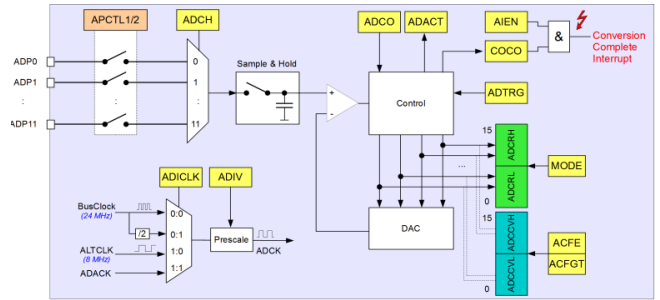 APCTL1/2
ADCH
ADCO
ADACT
AIEN
COCO
&
Conversion
Complete
Interrupt
ADP0
ADP1
:
:
ADP11
:
0
1
:
11
Sample & Hold
+
-
Control
ADTRG
15
ADCRH
ADCRL
0
...
MODE
15
ADCCVH
ADCCVL
0
ACFE
ACFGT
DAC
ADICLK
ADIV
BusClock
(24 MHz)
/2
ALTCLK
(8 MHz)
ADACK
0:0
0:1
1:0
1:1
Prescale
ADCK